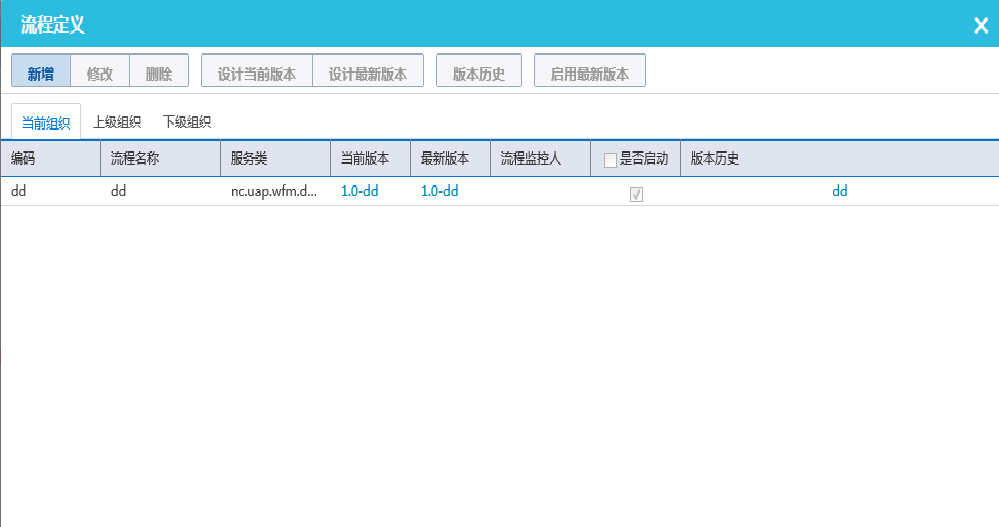 流程定义
新增 修改 删除 设计当前版本 设计最新版本 版本历史 启用最新版本
当前组织 上级组织 下级组织
编码 流程名称 服务类 当前版本 最新版本 流程监控人 是否启动 版本历史
dd dd nc.uap.wfm.d... 1.0-dd 1.0-dd dd